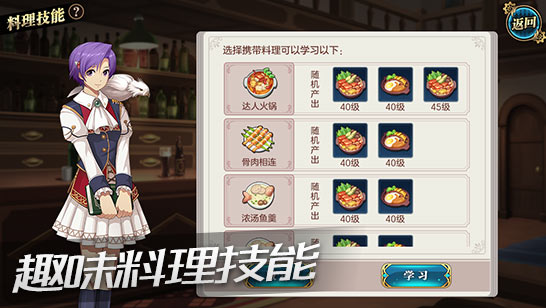 料理技能 ?
返回
选择携带料理可以学习以下：
达人火锅
随机产出
40级 40级 45级
骨肉相连
随机产出
40级 40级
浓汤鱼羹
随机产出
40级 40级
学习
趣味料理技能